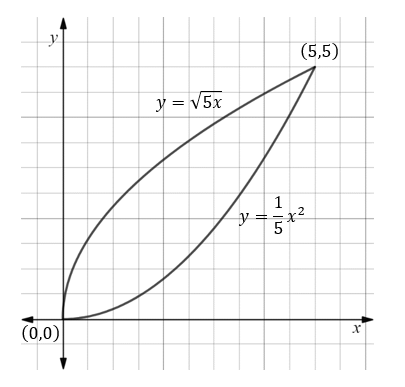 y
(5,5)
y = √5x
y = 1/5 x²
x
(0,0)